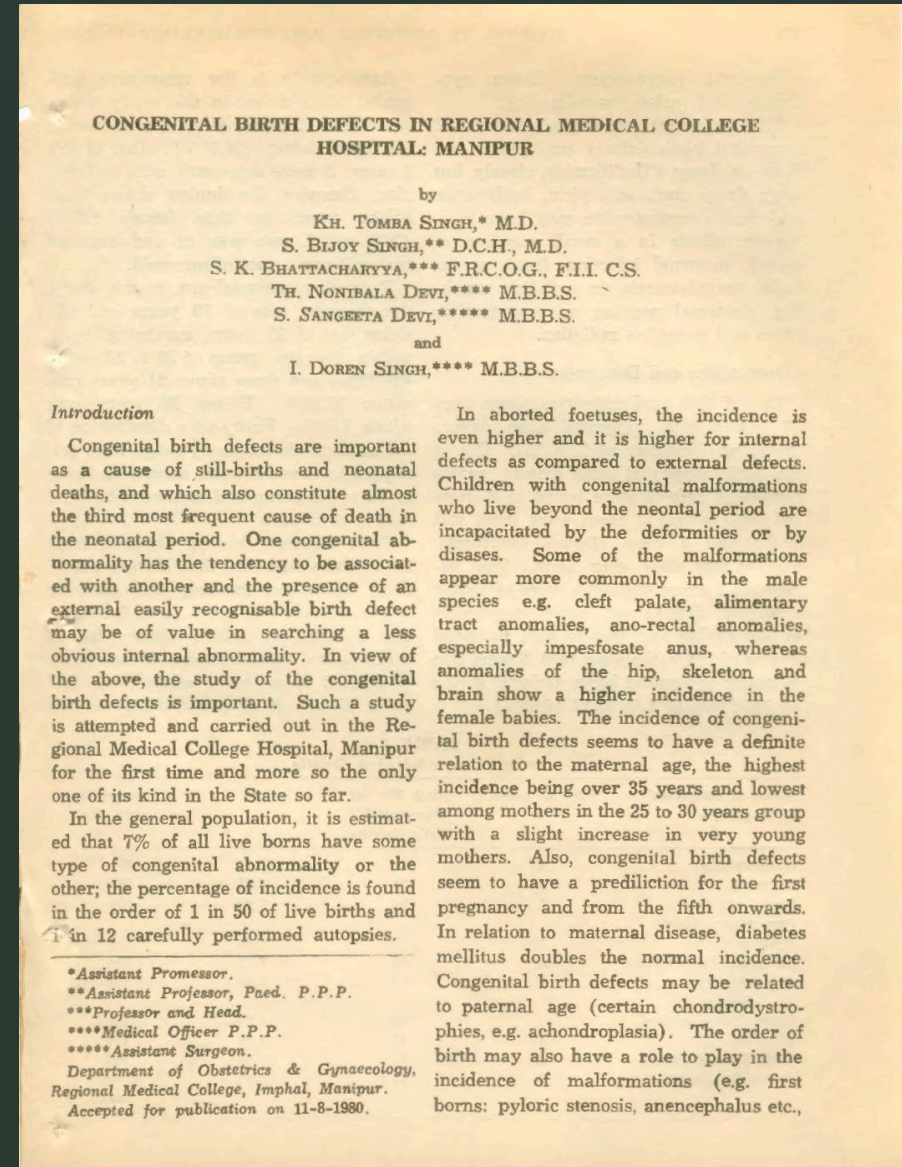 CONGENITAL BIRTH DEFECTS IN REGIONAL MEDICAL COLLEGE
HOSPITAL: MANIPUR
by
KH. TOMBA SINGH,* M.D.
S. BIJOY SINGH,** D.C.H., M.D.
S. K. BHATTACHARYYA,*** F.R.C.O.G., F.I.I. C.S.
TH. NONIBALA DEVI,**** M.B.B.S.
S. SANGEETA DEVI,***** M.B.B.S.
and
I. DOREN SINGH,**** M.B.B.S.
Introduction
Congenital birth defects are important
as a cause of still-births and neonatal
deaths, and which also constitute almost
the third most frequent cause of death in
the neonatal period. One congenital ab-
normality has the tendency to be associat-
ed with another and the presence of an
external easily recognisable birth defect
may be of value in searching a less
obvious internal abnormality. In view of
the above, the study of the congenital
birth defects is important. Such a study
is attempted and carried out in the Re-
gional Medical College Hospital, Manipur
for the first time and more so the only
one of its kind in the State so far.
In the general population, it is estimat-
ed that 7% of all live borns have some
type of congenital abnormality or the
other; the percentage of incidence is found
in the order of 1 in 50 of live births and
1 in 12 carefully performed autopsies.
*Assistant Promessor.
**Assistant Professor, Paed. P.P.P.
***Professor and Head.
****Medical Officer P.P.P.
*****Assistant Surgeon.
Department of Obstetrics & Gynaecology,
Regional Medical College, Imphal, Manipur.
Accepted for publication on 11-8-1980.
In aborted foetuses, the incidence is
even higher and it is higher for internal
defects as compared to external defects.
Children with congenital malformations
who live beyond the neontal period are
incapacitated by the deformities or by
disases. Some of the malformations
appear more commonly in the male
species e.g. cleft palate, alimentary
tract anomalies, ano-rectal anomalies,
especially impesfosate anus, whereas
anomalies of the hip, skeleton and
brain show a higher incidence in the
female babies. The incidence of congeni-
tal birth defects seems to have a definite
relation to the maternal age, the highest
incidence being over 35 years and lowest
among mothers in the 25 to 30 years group
with a slight increase in very young
mothers. Also, congenital birth defects
seem to have a prediliction for the first
pregnancy and from the fifth onwards.
In relation to maternal disease, diabetes
mellitus doubles the normal incidence.
Congenital birth defects may be related
to paternal age (certain chondrodystro-
phies, e.g. achondroplasia). The order of
birth may also have a role to play in the
incidence of malformations (e.g. first
borns: pyloric stenosis, anencephalus etc.,